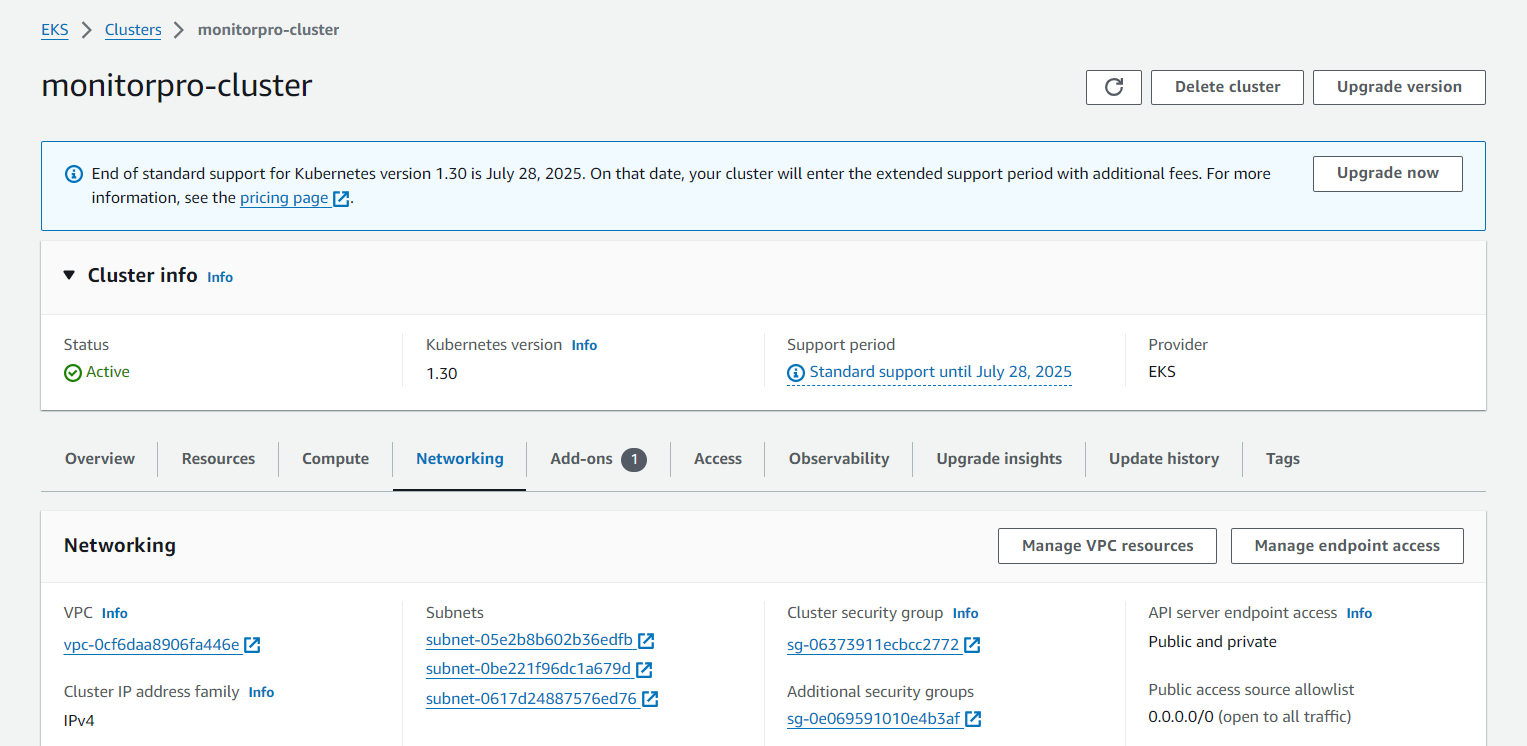 EKS > Clusters > monitorpro-cluster
monitorpro-cluster
Delete cluster
Upgrade version
End of standard support for Kubernetes version 1.30 is July 28, 2025. On that date, your cluster will enter the extended support period with additional fees. For more
information, see the pricing page.
Upgrade now
Cluster info Info
Status
Active
Kubernetes version Info
1.30
Support period
Standard support until July 28, 2025
Provider
EKS
Overview
Resources
Compute
Networking
Add-ons 1
Access
Observability
Upgrade insights
Update history
Tags
Networking
Manage VPC resources
Manage endpoint access
VPC Info
vpc-0cf6daa8906fa446e
Cluster IP address family Info
IPv4
Subnets
subnet-05e2b8b602b36edfb
subnet-0be221f96dc1a679d
subnet-0617d24887576ed76
Cluster security group Info
sg-06373911ecbcc2772
Additional security groups
sg-0e069591010e4b3af
API server endpoint access Info
Public and private
Public access source allowlist
0.0.0.0/0 (open to all traffic)